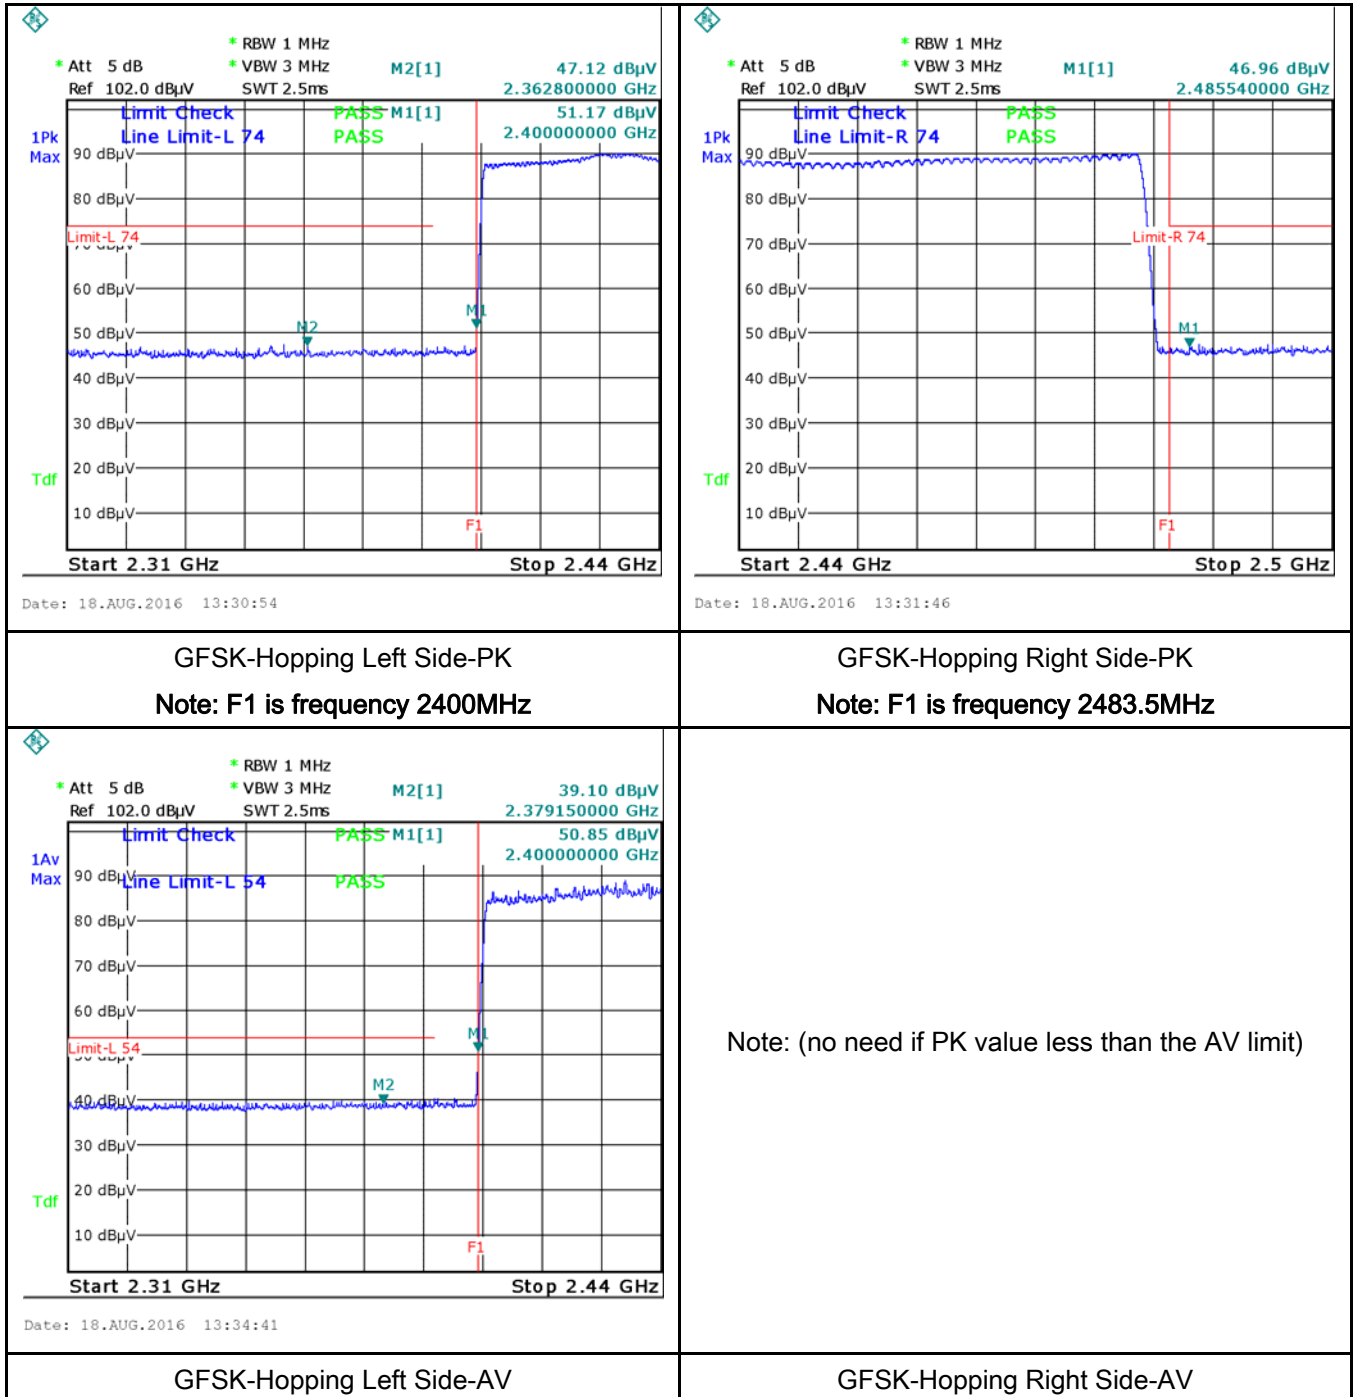 * RBW 1 MHz
* Att 5 dB * VBW 3 MHz M2[1] 47.12 dBµV
Ref 102.0 dBµV SWT 2.5ms 2.362800000 GHz
Limit Check PASS M1[1] 51.17 dBµV
1Pk Line Limit-L 74 PASS 2.400000000 GHz
Max 90 dBµV
80 dBµV
Limit-L 74
70 dBµV
60 dBµV
M1
50 dBµV M2
40 dBµV
30 dBµV
Tdf 20 dBµV
10 dBµV
F1
Start 2.31 GHz Stop 2.44 GHz
Date: 18.AUG.2016 13:30:54
* RBW 1 MHz
* Att 5 dB * VBW 3 MHz M1[1] 46.96 dBµV
Ref 102.0 dBµV SWT 2.5ms 2.485540000 GHz
Limit Check PASS
1Pk Line Limit-R 74 PASS
Max 90 dBµV
80 dBµV
Limit-R 74
70 dBµV
60 dBµV
50 dBµV M1
40 dBµV
30 dBµV
Tdf 20 dBµV
10 dBµV
F1
Start 2.44 GHz Stop 2.5 GHz
Date: 18.AUG.2016 13:31:46
GFSK-Hopping Left Side-PK
Note: F1 is frequency 2400MHz
GFSK-Hopping Right Side-PK
Note: F1 is frequency 2483.5MHz
* RBW 1 MHz
* Att 5 dB * VBW 3 MHz M2[1] 39.10 dBµV
Ref 102.0 dBµV SWT 2.5ms 2.379150000 GHz
Limit Check PASS M1[1] 50.85 dBµV
1Av 2.400000000 GHz
Max 90 dBµV Line Limit-L 54 PASS
80 dBµV
70 dBµV
60 dBµV
M1
Limit-L 54
50 dBµV
M2
40 dBµV
30 dBµV
Tdf 20 dBµV
10 dBµV
F1
Start 2.31 GHz Stop 2.44 GHz
Date: 18.AUG.2016 13:34:41
Note: (no need if PK value less than the AV limit)
GFSK-Hopping Left Side-AV
GFSK-Hopping Right Side-AV